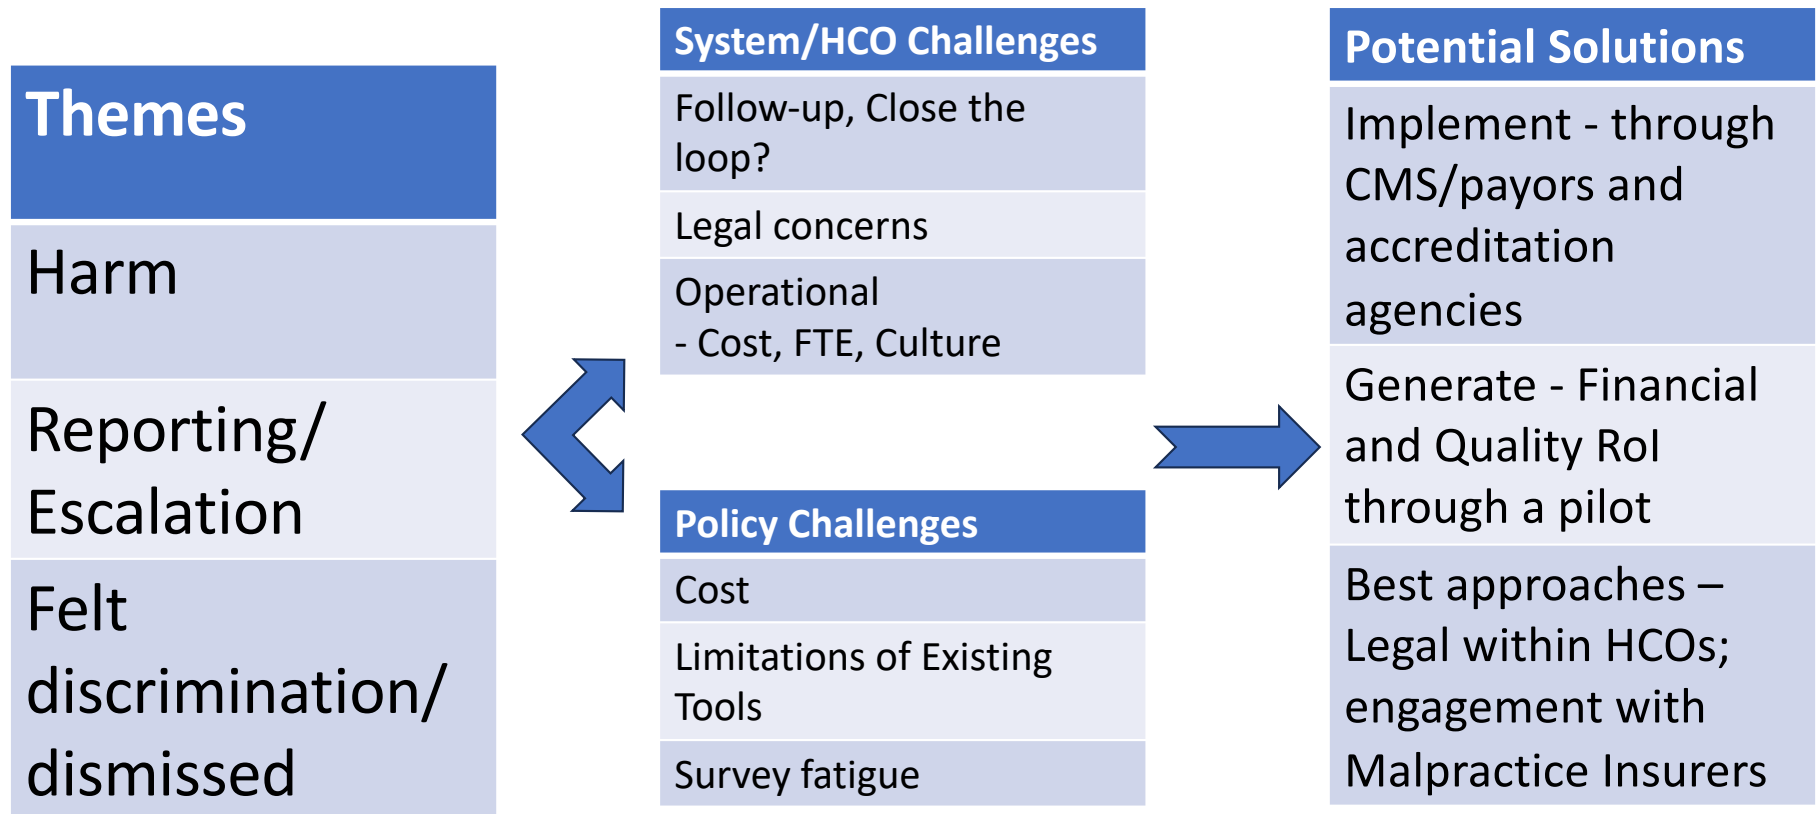 Themes
Harm
Reporting/
Escalation
Felt
discrimination/
dismissed
System/HCO Challenges
Follow-up, Close the
loop?
Legal concerns
Operational
- Cost, FTE, Culture
Policy Challenges
Cost
Limitations of Existing
Tools
Survey fatigue
Potential Solutions
Implement - through
CMS/payors and
accreditation
agencies
Generate - Financial
and Quality RoI
through a pilot
Best approaches –
Legal within HCOs;
engagement with
Malpractice Insurers